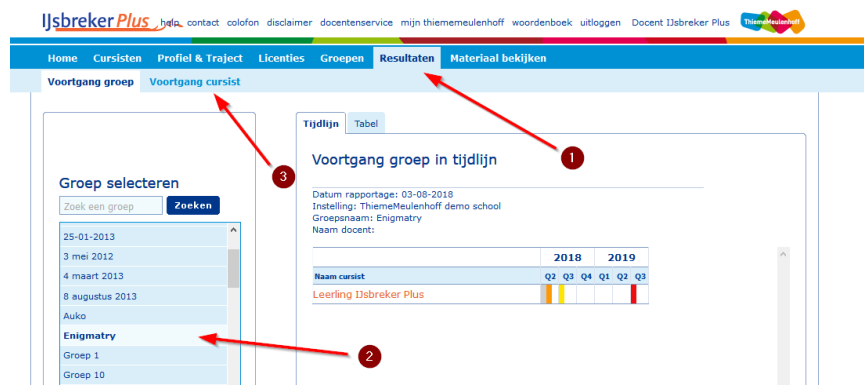 IJsbreker Plus help contact colofon disclaimer docentenservice mijn thiememeulenhoff woordenboek uitloggen Docent IJsbreker Plus ThiemeMeulenhoff
Home Cursisten Profiel & Traject Licenties Groepen Resultaten Materiaal bekijken
Voortgang groep Voortgang cursist
1
3
Groep selecteren
Zoek een groep Zoeken
25-01-2013
3 mei 2012
4 maart 2013
8 augustus 2013
Auko
Enigmatry
Groep 1
Groep 10
2
Tijdlijn Tabel
Voortgang groep in tijdlijn
Datum rapportage: 03-08-2018
Instelling: ThiemeMeulenhoff demo school
Groepsnaam: Enigmatry
Naam docent:
2018 2019
Naam cursist Q2 Q3 Q4 Q1 Q2 Q3
Leerling IJsbreker Plus